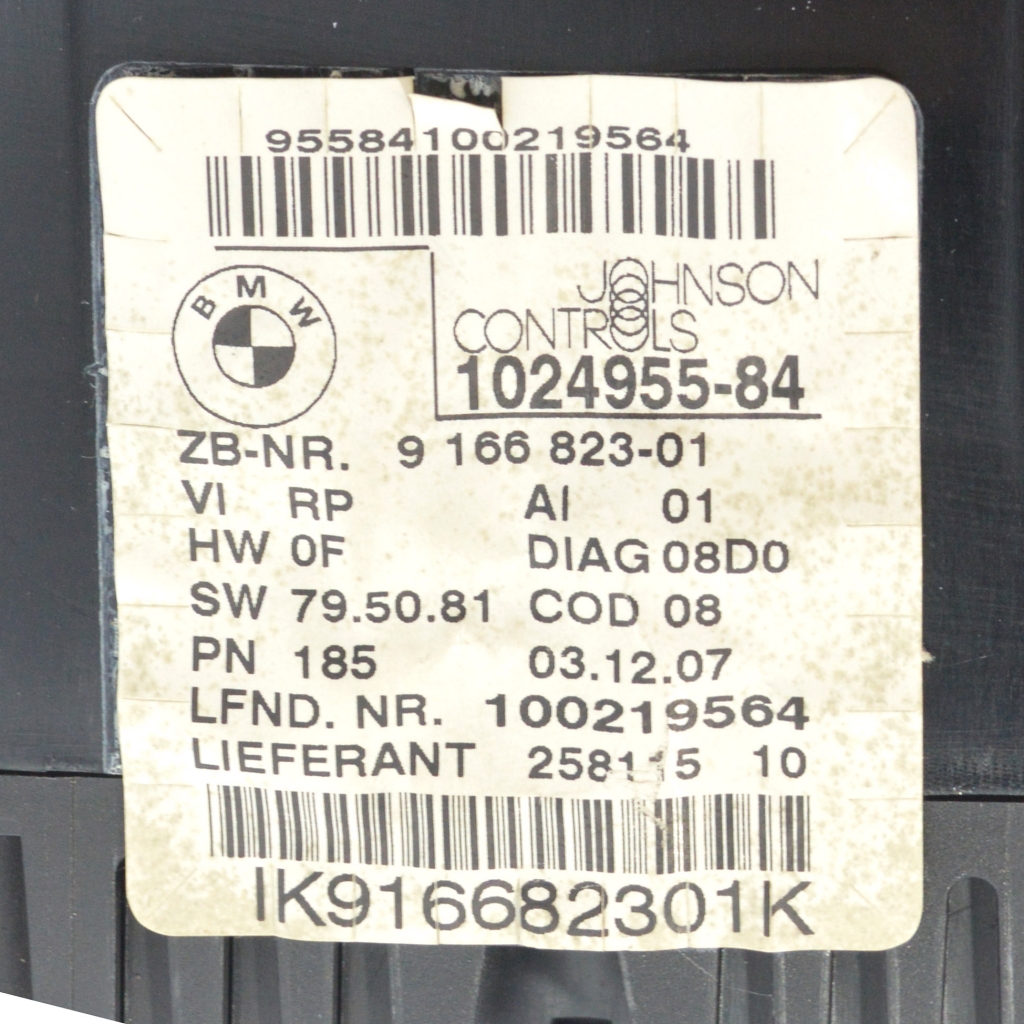 95584100219564
BMW
JOHNSON
CONTROLS
1024955-84
ZB-NR. 9 166 823-01
VI RP AI 01
HW 0F DIAG 08D0
SW 79.50.81 COD 08
PN 185 03.12.07
LFND. NR. 100219564
LIEFERANT 258115 10
IK9166682301K